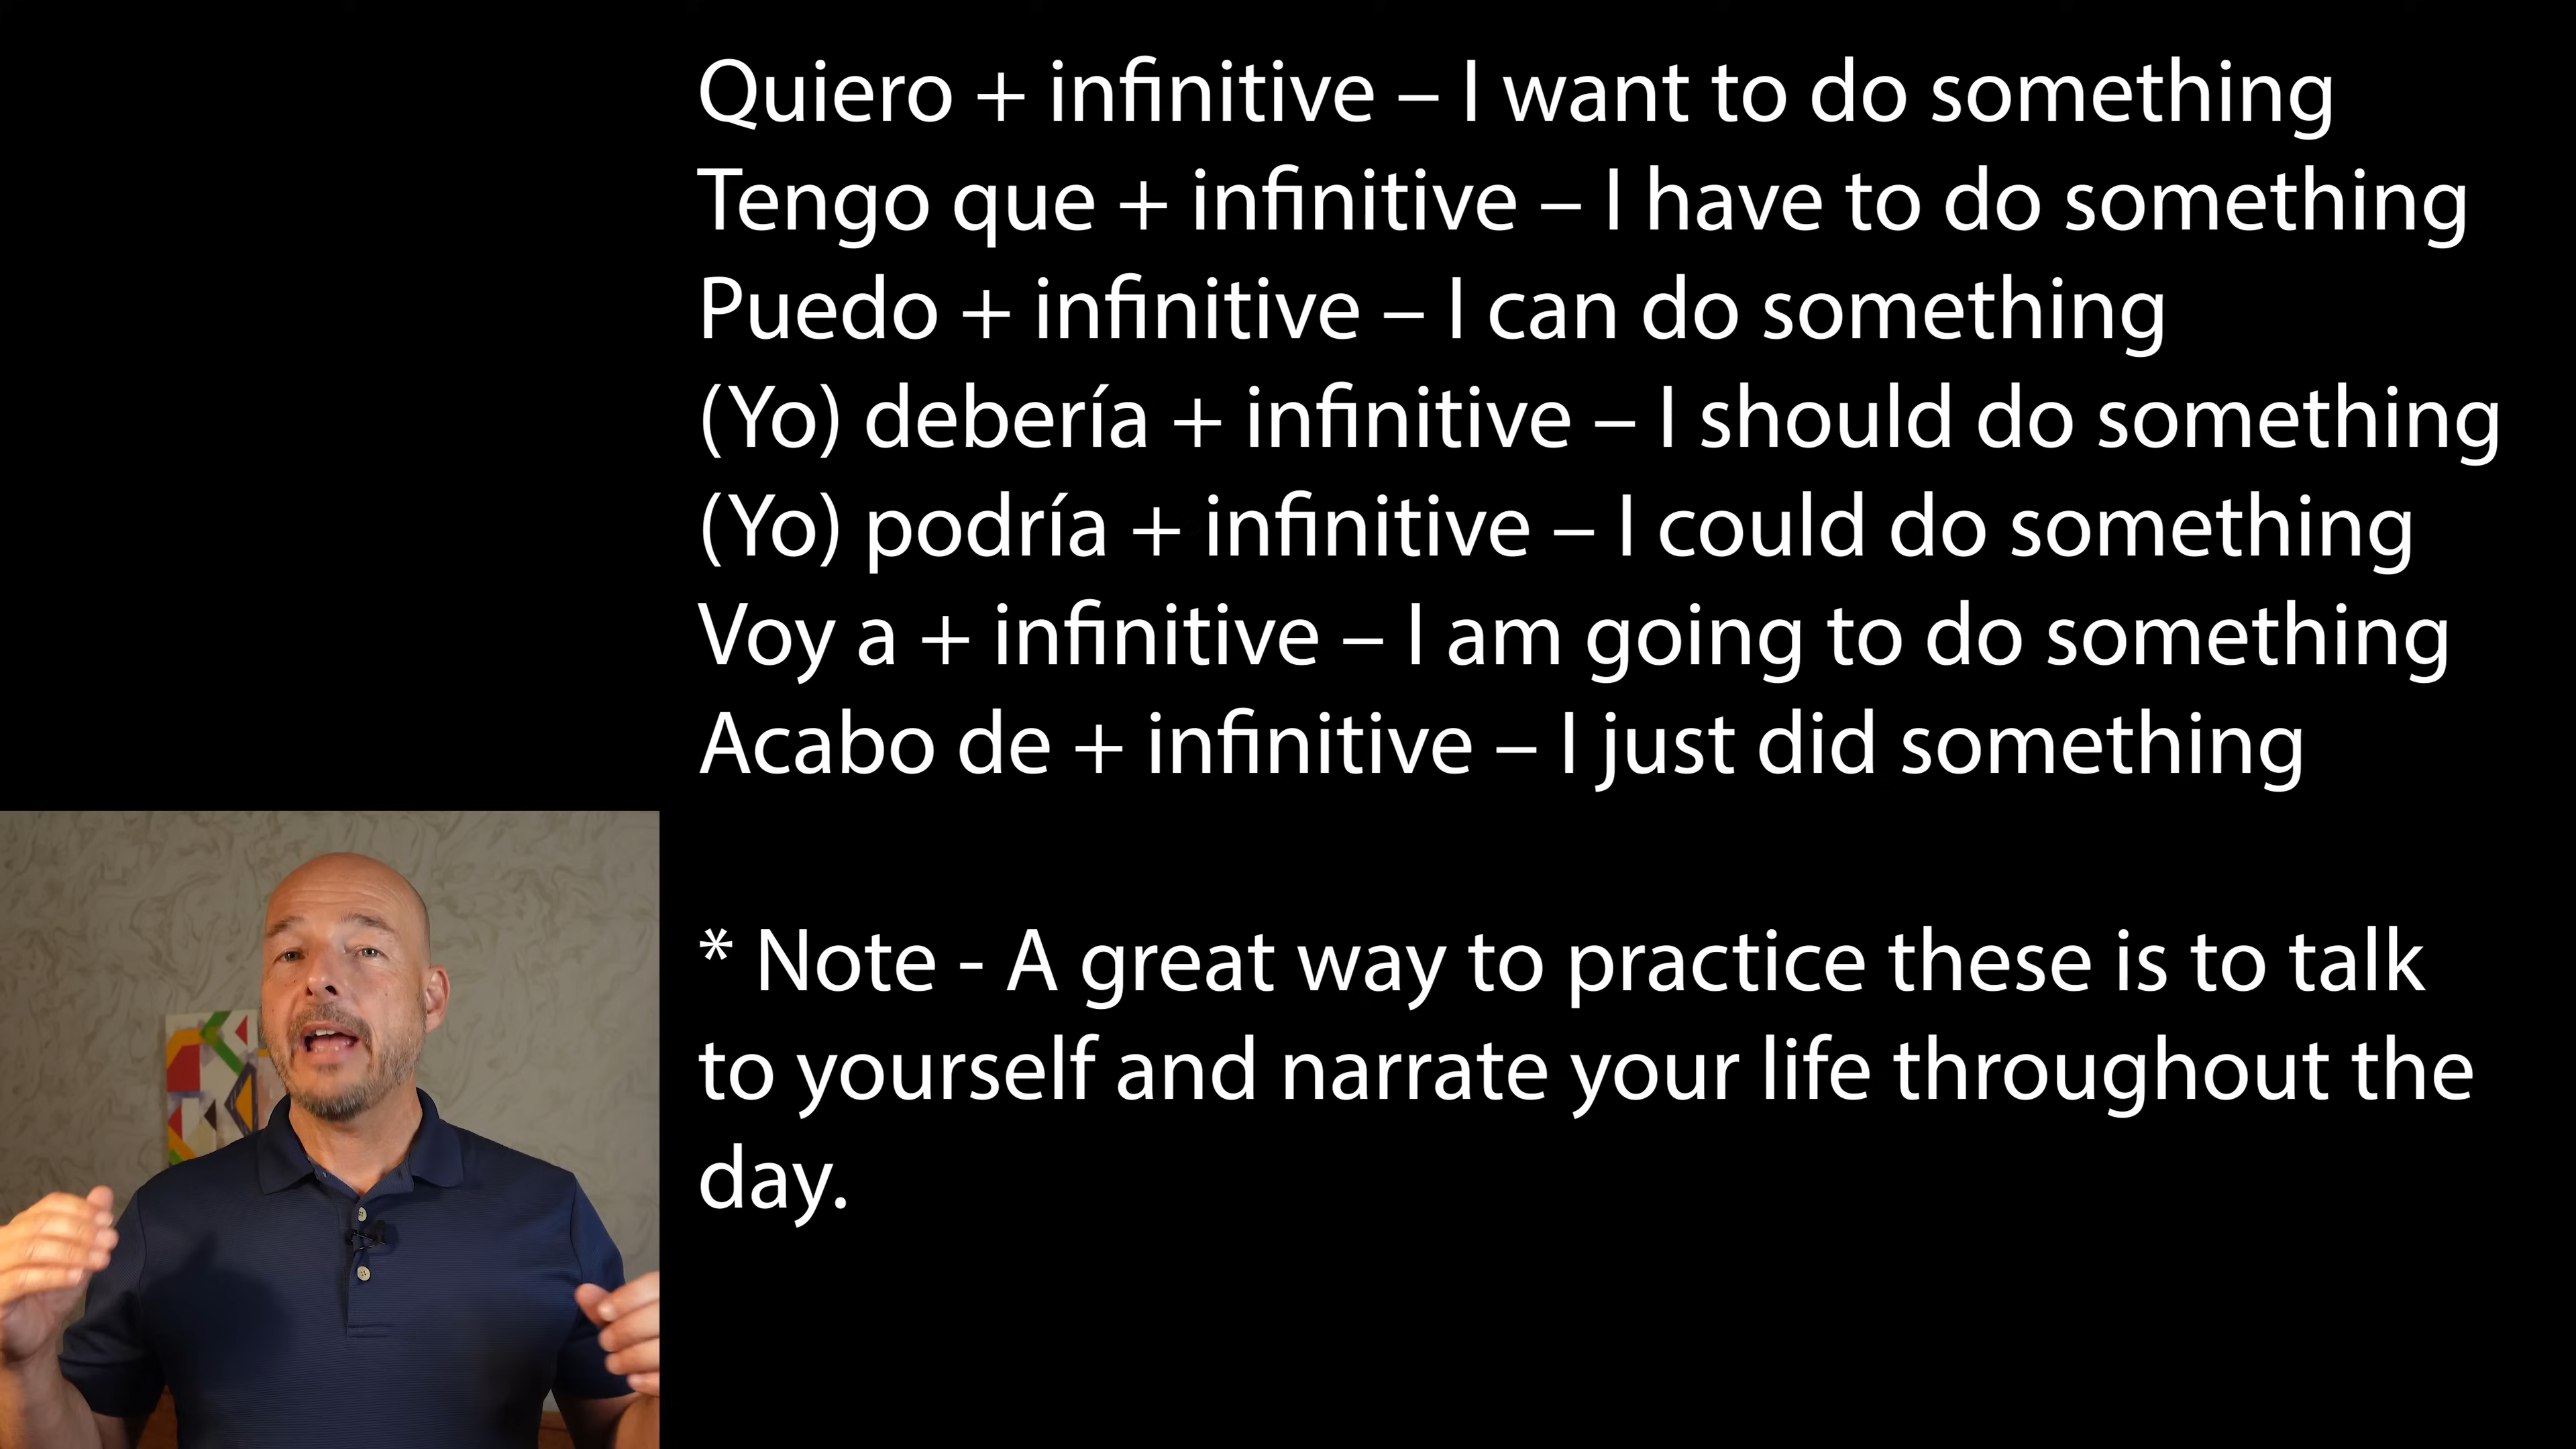 Quiero + infinitive – I want to do something
Tengo que + infinitive – I have to do something
Puedo + infinitive – I can do something
(Yo) debería + infinitive – I should do something
(Yo) podría + infinitive – I could do something
Voy a + infinitive – I am going to do something
Acabo de + infinitive – I just did something
* Note - A great way to practice these is to talk
to yourself and narrate your life throughout the
day.